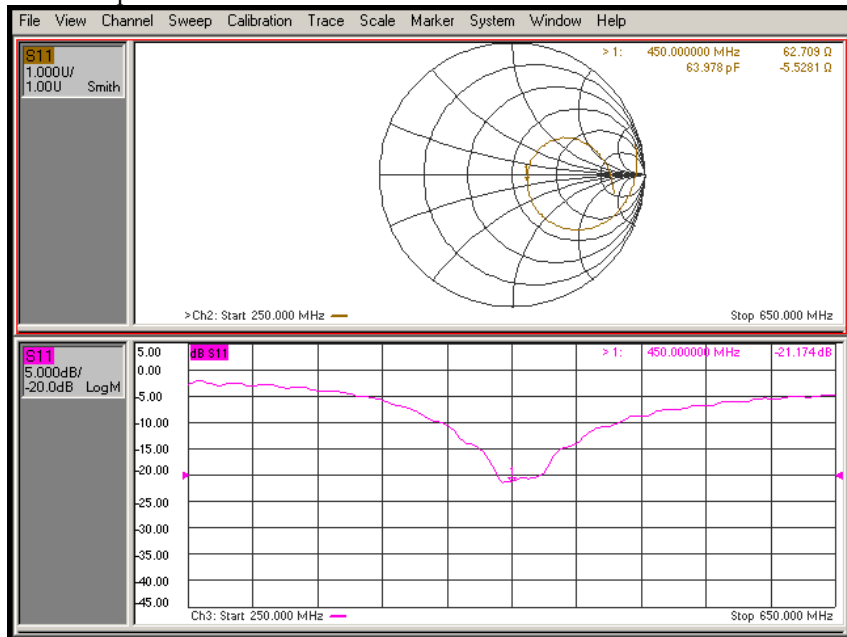 File View Channel Sweep Calibration Trace Scale Marker System Window Help
S11
1.000U/
1.00U Smith
> 1: 450.000000 MHz 62.709 Ω
63.978 pF -5.5281 Ω
>Ch2: Start 250.000 MHz
Stop 650.000 MHz
S11
5.000dB/
-20.0dB LogM
5.00
0.00
-5.00
-10.00
-15.00
-20.00
-25.00
-30.00
-35.00
-40.00
-45.00
dB S11
> 1: 450.000000 MHz -21.174 dB
Ch3: Start 250.000 MHz
Stop 650.000 MHz